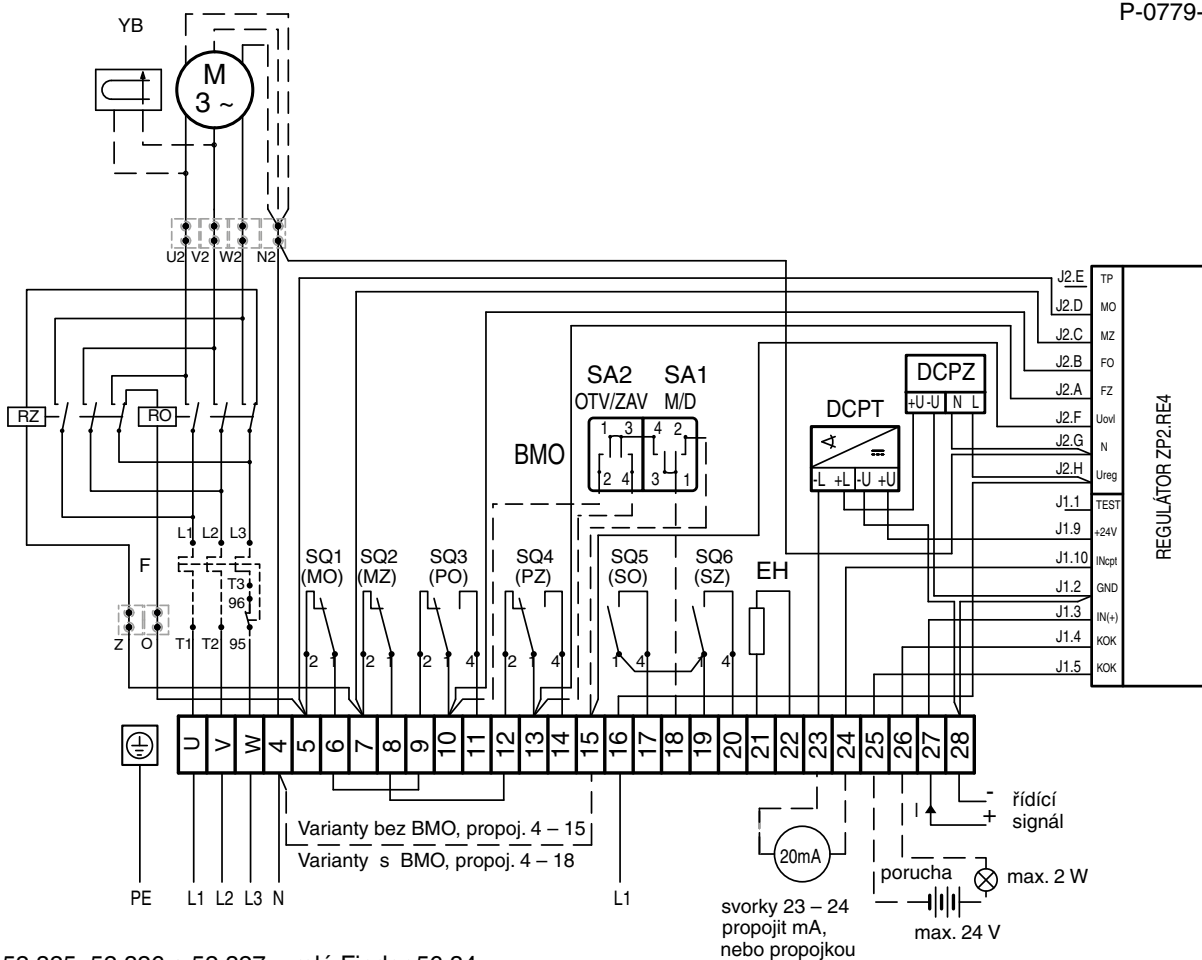 P-0779-
YB
M
3 ~
U2 V2 W2 N2
RZ
RO
L1 L2 L3
F
T3
96
Z O T1 T2 95
SA2 SA1
OTV/ZAV M/D
BMO
1 3 4 2
2 4 3 1
DCPT
-L +L -U +U
DCPZ
+U -U N L
J2.E TP
J2.D MO
J2.C MZ
J2.B FO
J2.A FZ
J2.F Uovl
J2.G N
J2.H Ureg
J1.1 TEST
J1.9 +24V
J1.10 INcpt
J1.2 GND
J1.3 IN(+)
J1.4 KOK
J1.5 KOK
REGULÁTOR ZP2.RE4
SQ1 SQ2 SQ3 SQ4 SQ5 SQ6 EH
(MO) (MZ) (PO) (PZ) (SO) (SZ)
2 1 2 1 2 1 4 2 1 4 1 4 1 4
U V W 4 5 6 7 8 9 10 11 12 13 14 15 16 17 18 19 20 21 22 23 24 25 26 27 28
Varianty bez BMO, propoj. 4 – 15
Varianty s BMO, propoj. 4 – 18
PE L1 L2 L3 N L1
20mA
svorky 23 – 24
propojit mA,
nebo propojkou
I
- řídící
+ signál
porucha
max. 2 W
max. 24 V